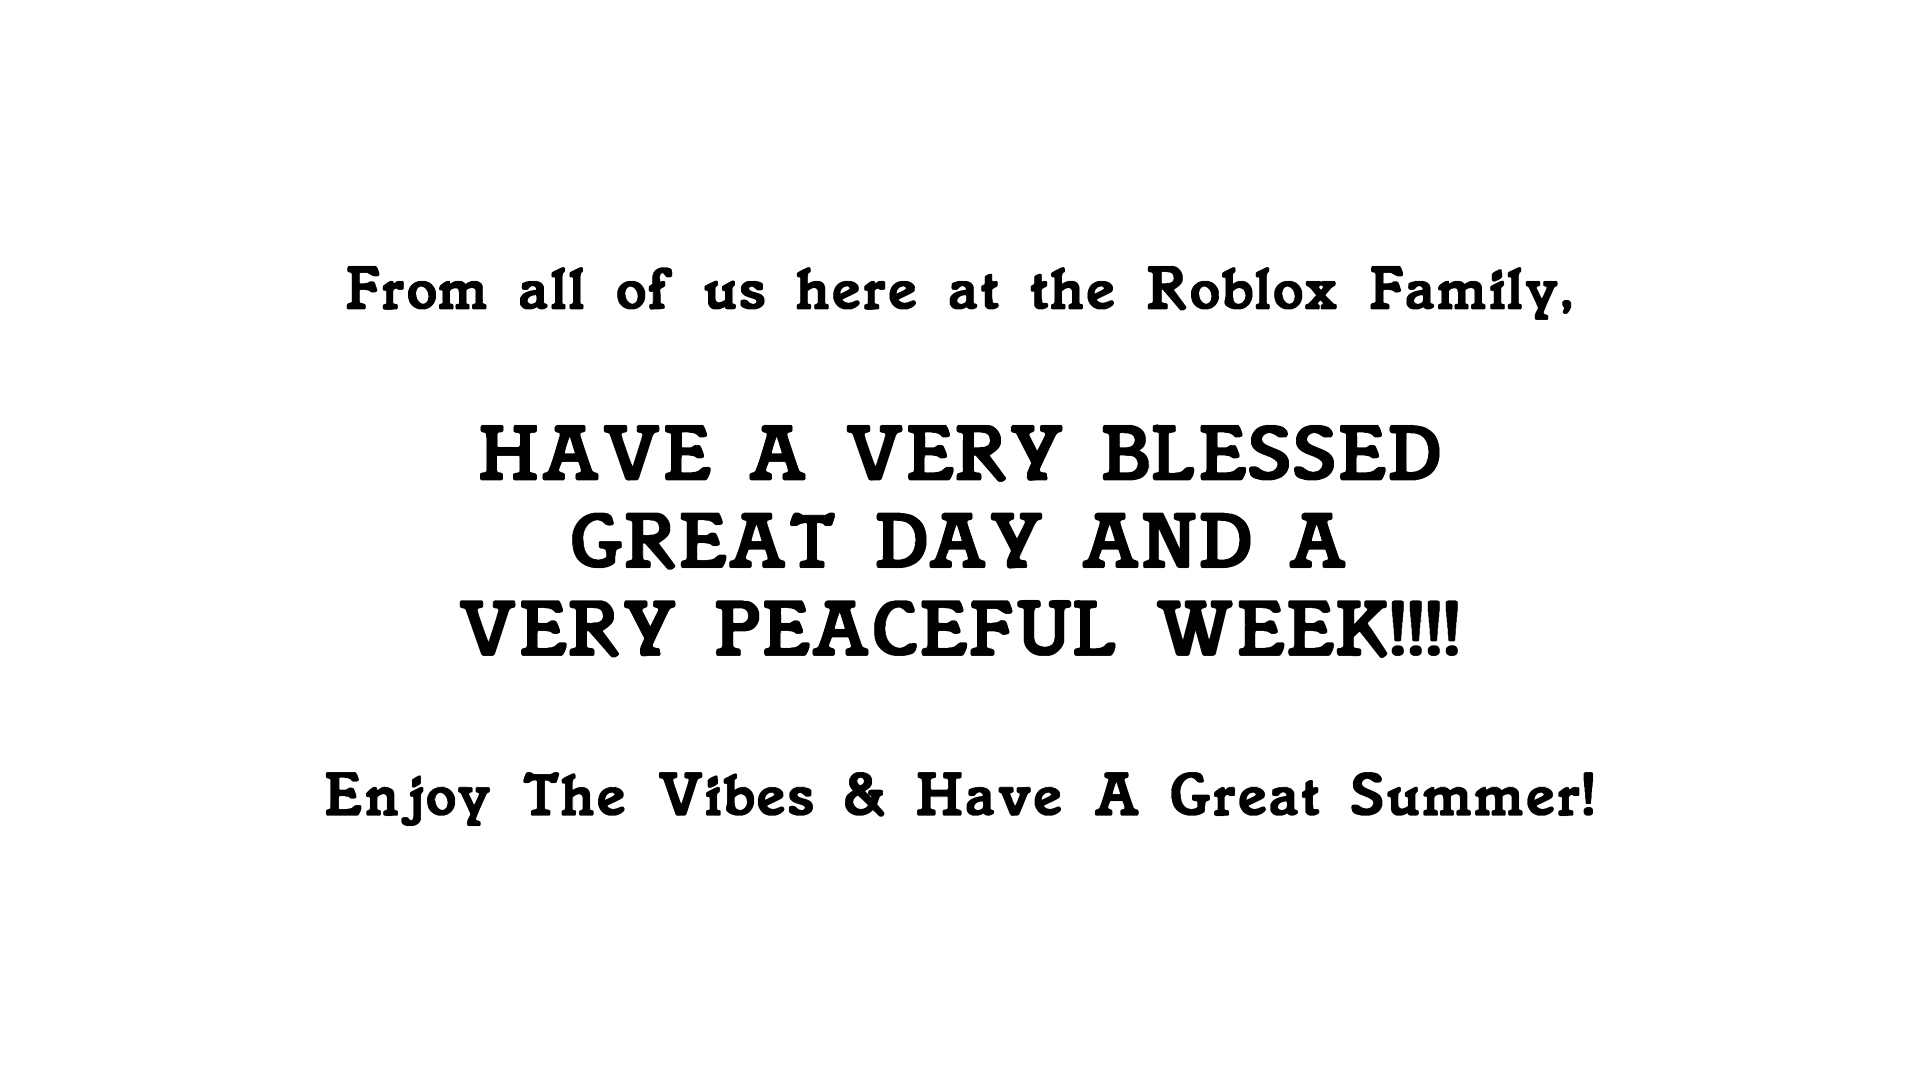 From all of us here at the Roblox Family,
HAVE A VERY BLESSED
GREAT DAY AND A
VERY PEACEFUL WEEK!!!!
Enjoy The Vibes & Have A Great Summer!